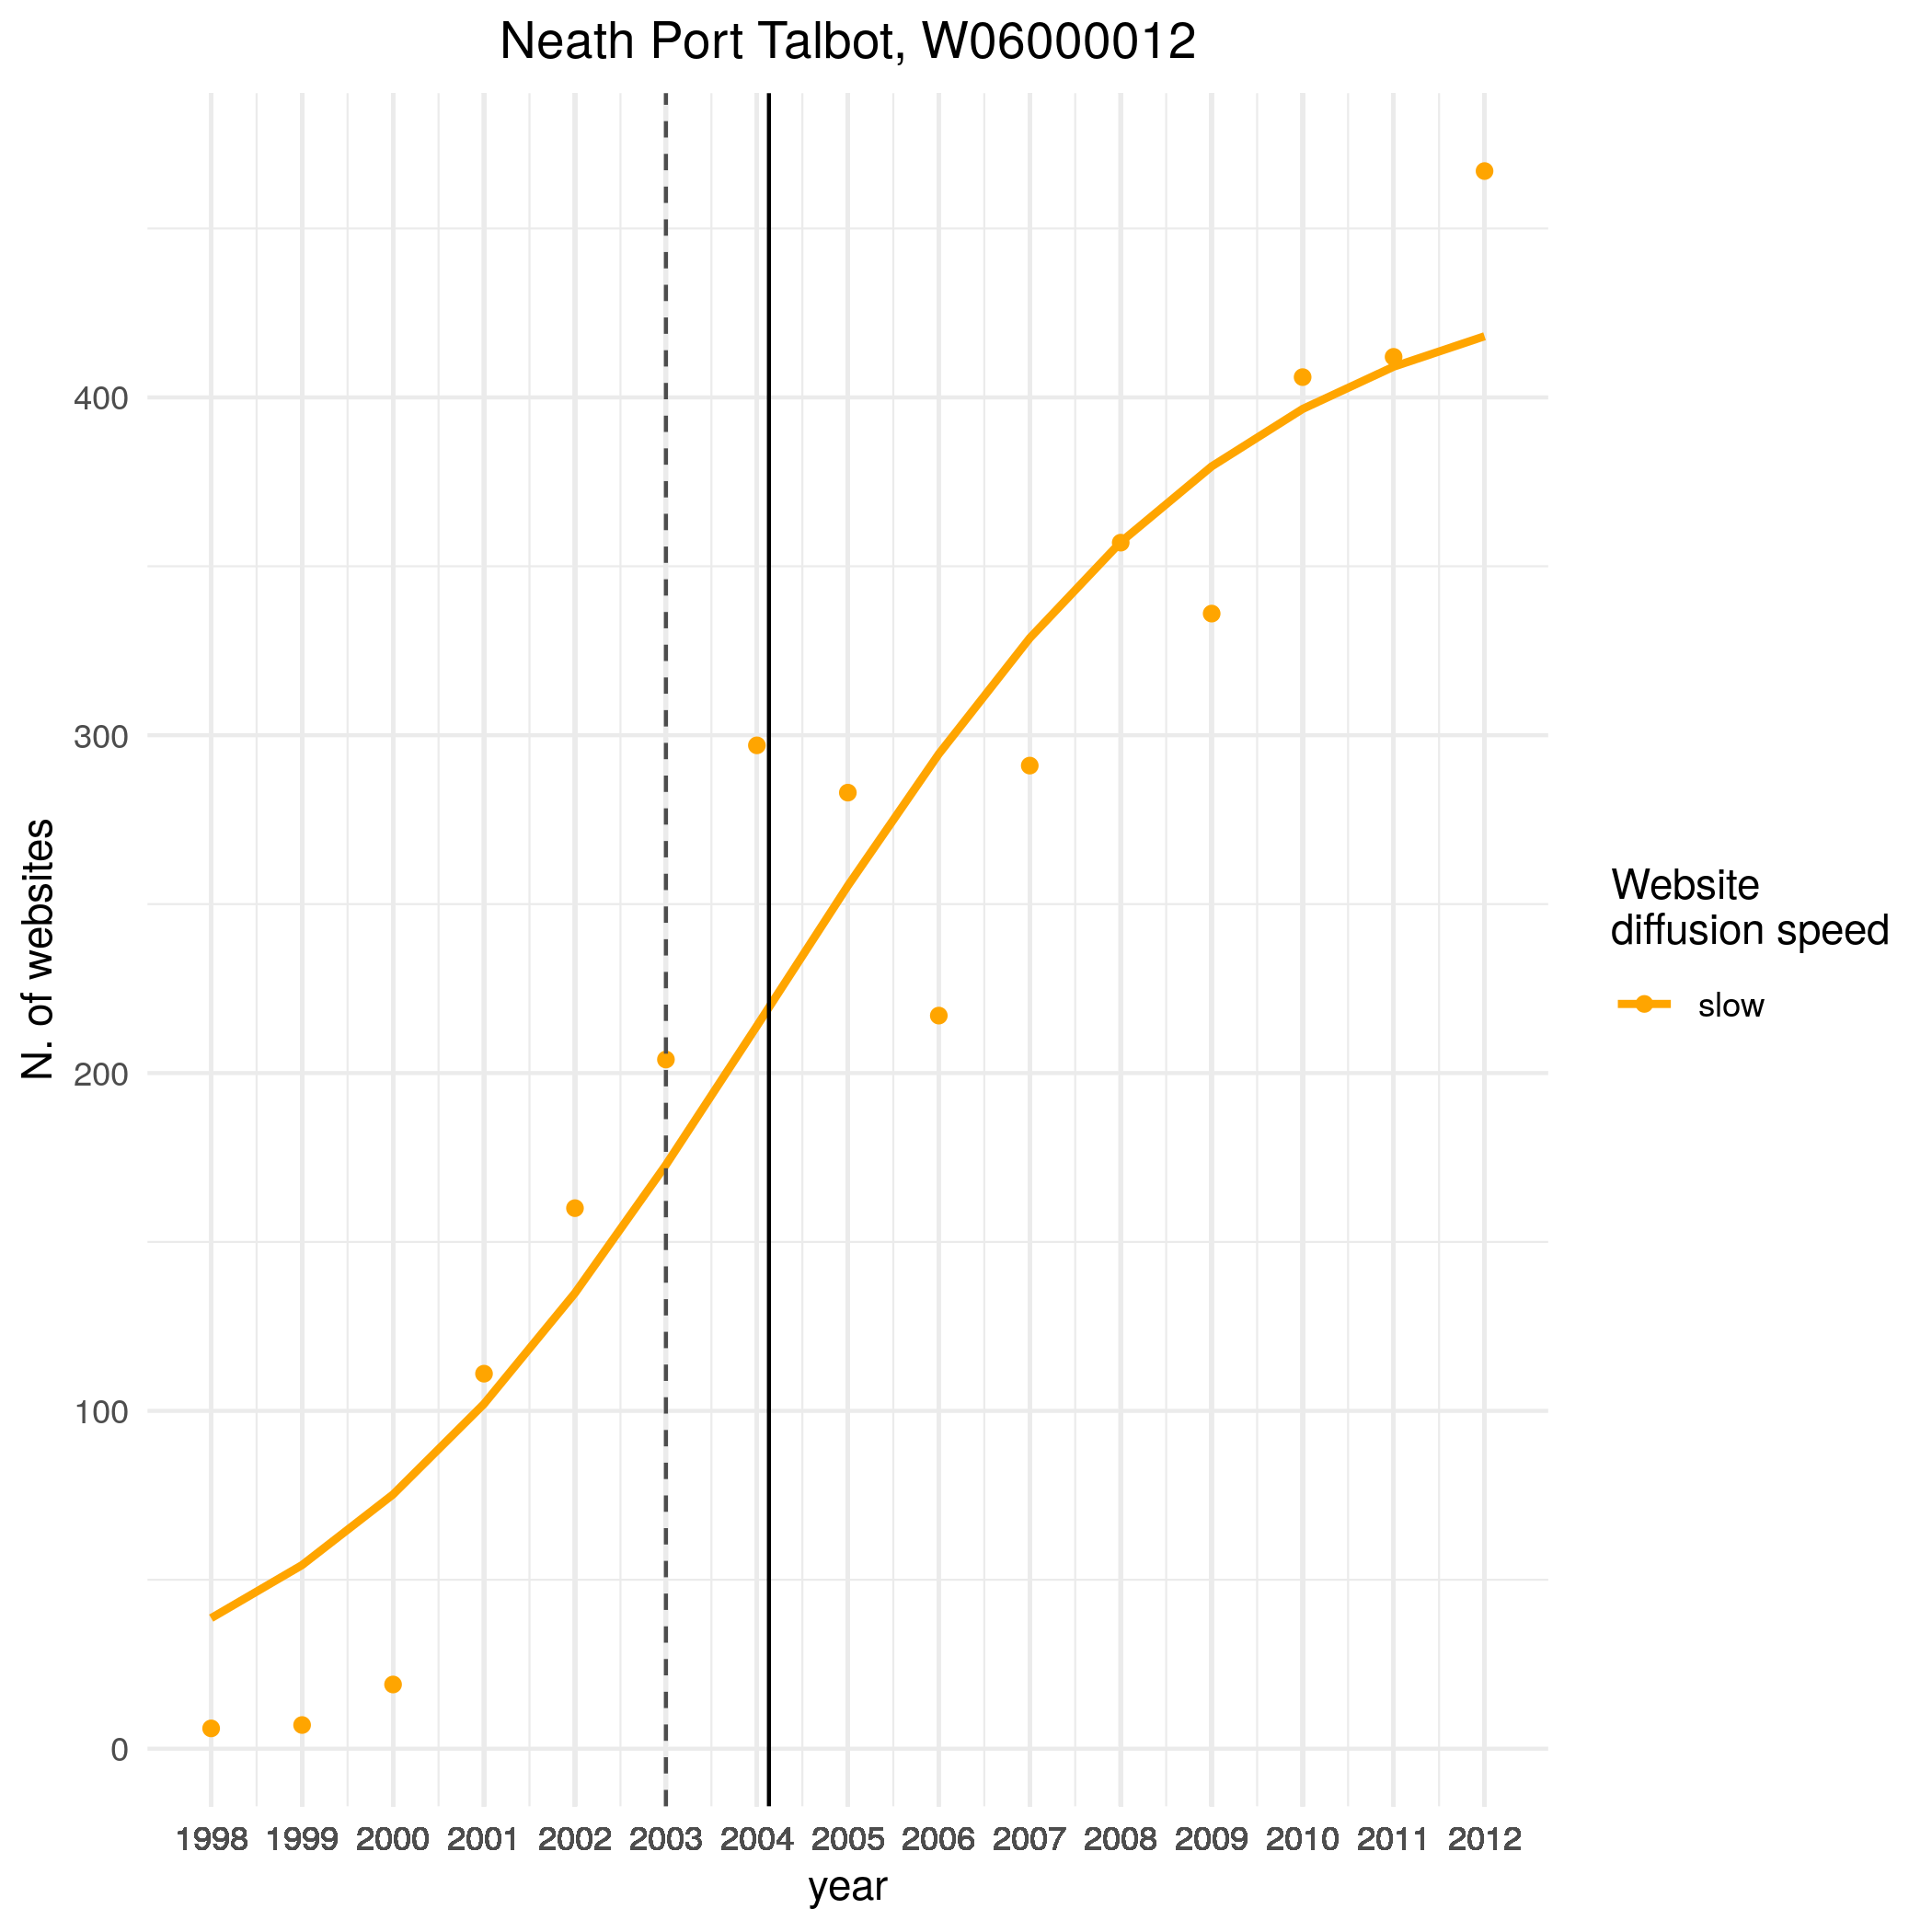 Neath Port Talbot, W06000012
N. of websites
400
300
200
100
0
1998 1999 2000 2001 2002 2003 2004 2005 2006 2007 2008 2009 2010 2011 2012
year
Website
diffusion speed
slow